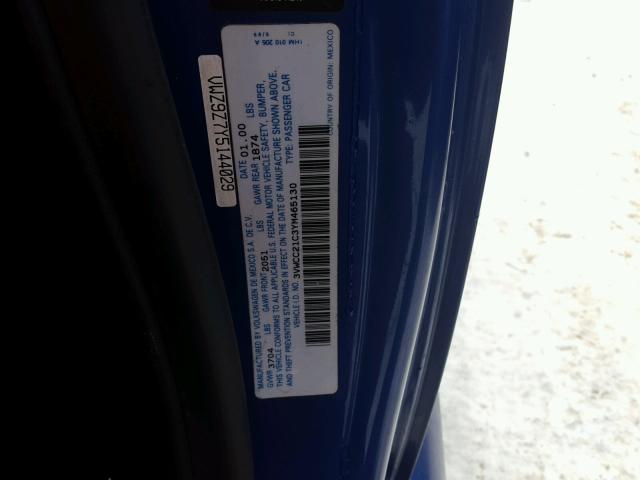 VWZ9Z7Y5144029
1HM 010 205 A
MANUFACTURED BY VOLKSWAGEN DE MEXICO S.A. DE C.V. DATE 01.00
GVWR 3704 LBS GAWR FRONT 2051 LBS GAWR REAR 1874 LBS
THIS VEHICLE CONFORMS TO ALL APPLICABLE U.S. FEDERAL MOTOR VEHICLE SAFETY, BUMPER,
AND THEFT PREVENTION STANDARDS IN EFFECT ON THE DATE OF MANUFACTURE SHOWN ABOVE.
VEHICLE I.D. NO. 3VWCC21C3YM465130 TYPE: PASSENGER CAR
COUNTRY OF ORIGIN: MEXICO